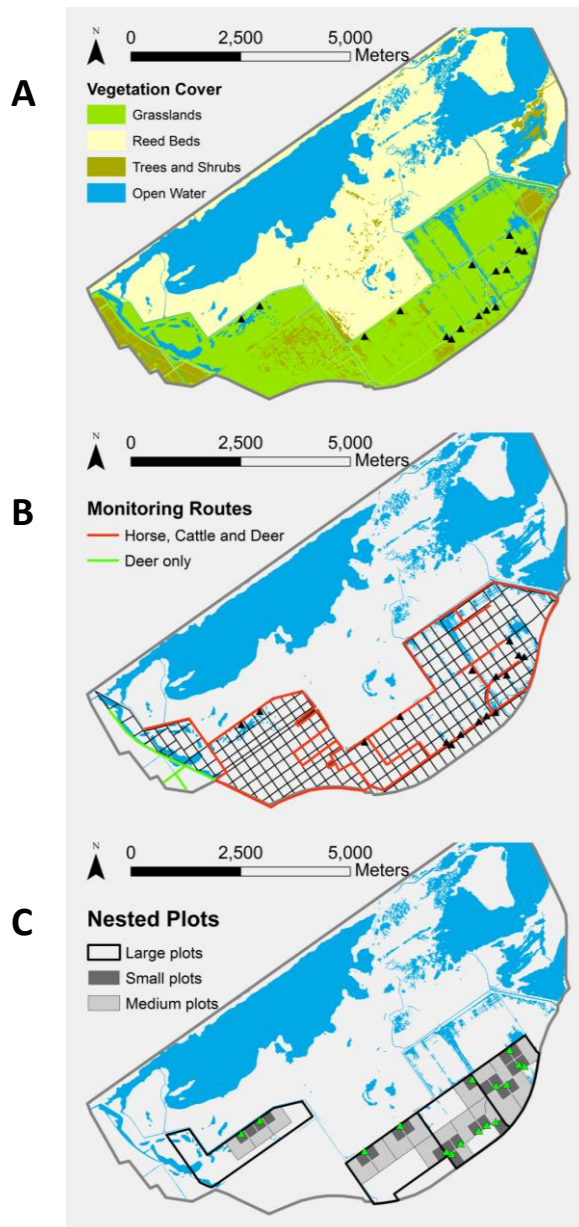 A
N
0 2,500 5,000
Meters
Vegetation Cover
Grasslands
Reed Beds
Trees and Shrubs
Open Water
B
N
0 2,500 5,000
Meters
Monitoring Routes
Horse, Cattle and Deer
Deer only
C
N
0 2,500 5,000
Meters
Nested Plots
Large plots
Small plots
Medium plots